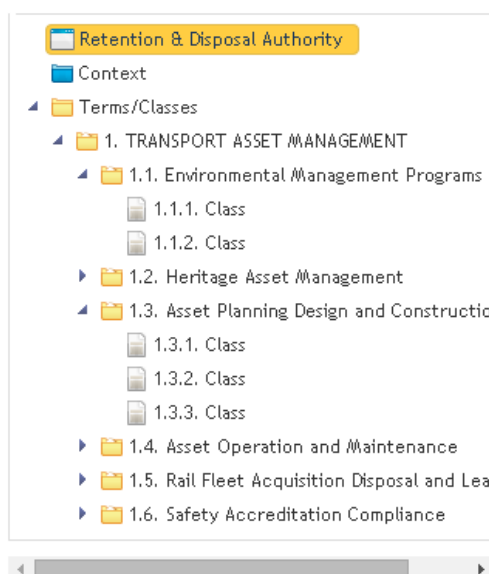 Retention & Disposal Authority
Context
Terms/Classes
1. TRANSPORT ASSET MANAGEMENT
1.1. Environmental Management Programs
1.1.1. Class
1.1.2. Class
1.2. Heritage Asset Management
1.3. Asset Planning Design and Constructio
1.3.1. Class
1.3.2. Class
1.3.3. Class
1.4. Asset Operation and Maintenance
1.5. Rail Fleet Acquisition Disposal and Lea
1.6. Safety Accreditation Compliance